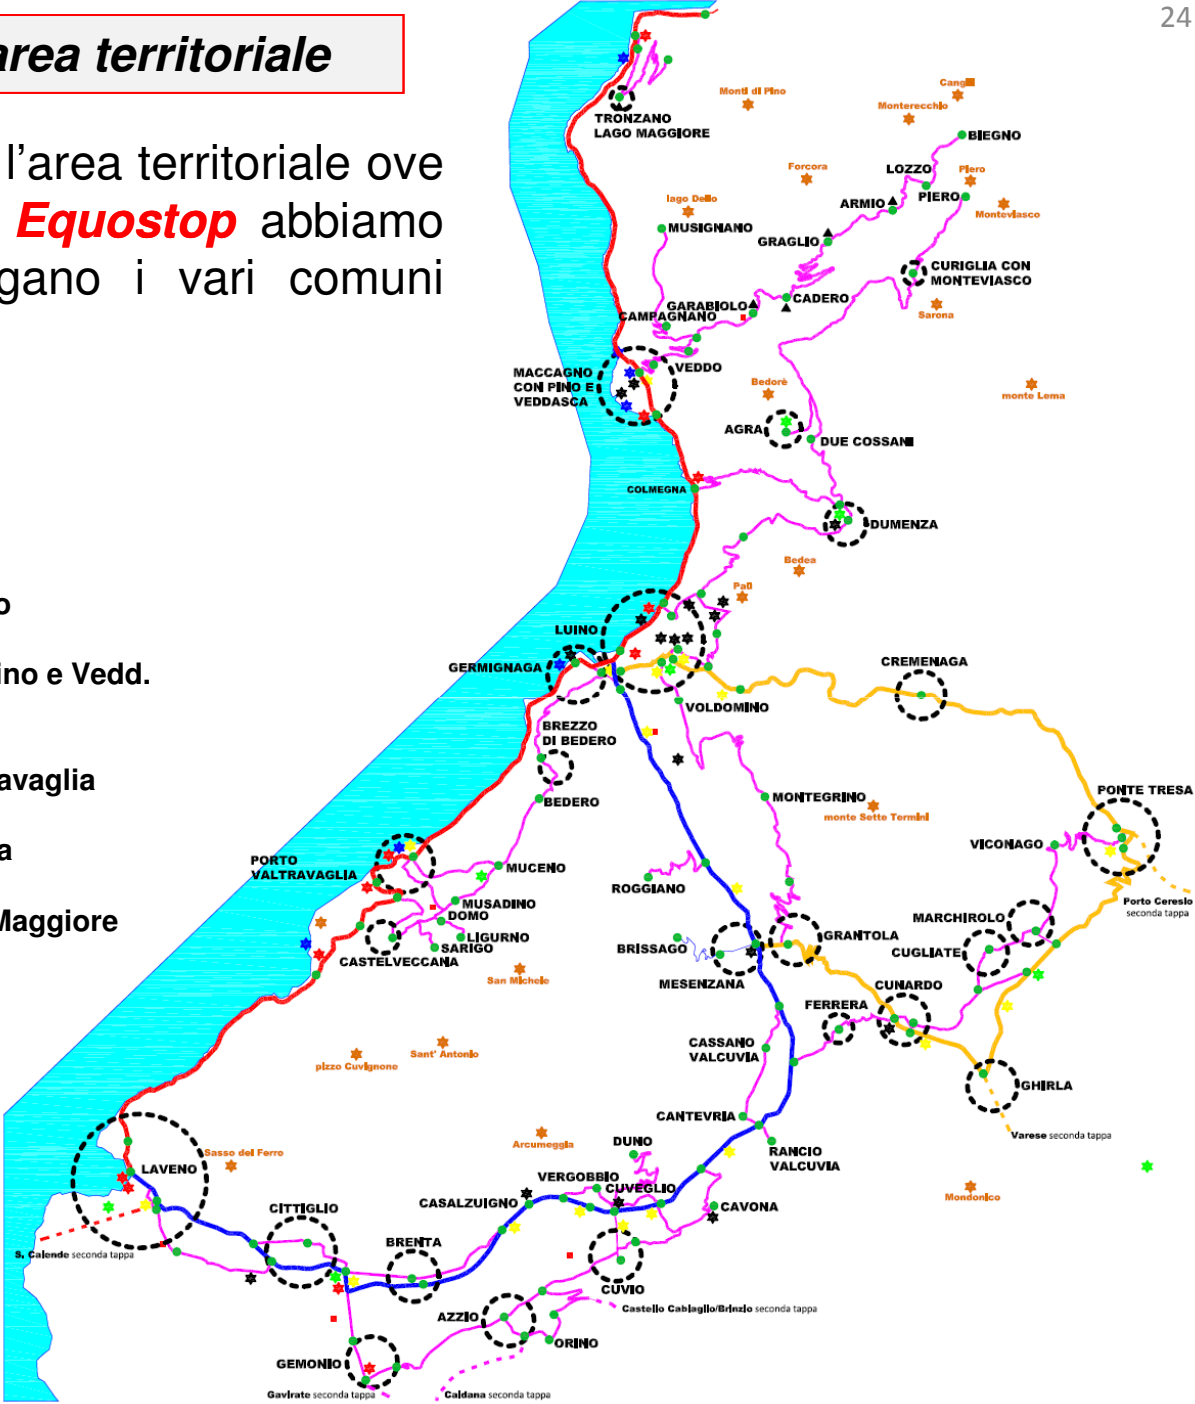 24
area territoriale
l’area territoriale ove
Equostop abbiamo
gano i vari comuni
o
ino e Vedd.
avaglia
a
Maggiore
TRONZANO
LAGO MAGGIORE
Monti di Pino
Monterecchio
BIEGNO
LOZZO
Forcora
Piero
PIERO
ARMIO
Monteviasco
lago Delio
MUSIGNANO
GRAGLIO
CURIGLIA CON
MONTEVIASCO
CADERO
GARABIOLO
CAMPAGNANO
Sarona
VEDDO
MACCAGNO
CON PINO E
VEDDASCA
Bedorè
monte Lema
AGRA
DUE COSSANI
COLMEGNA
DUMENZA
Bedea
LUINO
GERMIGNAGA
CREMENAGA
VOLDOMINO
BREZZO
DI BEDERO
BEDERO
MONTEGRINO
monte Sette Termini
PONTE TRESA
VICONAGO
PORTO
VALTRAVAGLIA
MUCENO
ROGGIANO
Porto Ceresio
seconda tappa
MUSADINO
DOMO
LIGURNO
SARIGO
CASTELVECCANA
MARCHIROLO
CUGLIATE
GRANTOLA
BRISSAGO
MESENZANA
San Michele
CUNARDO
FERRERA
CASSANO
VALCUVIA
Sant' Antonio
pizzo Cuvignone
GHIRLA
CANTEVRIA
Varese seconda tappa
RANCIO
VALCUVIA
Arcumeggia
DUNO
Sasso del Ferro
LAVENO
VERGOBBIO
CUVEGLIO
CASALZUIGNO
CAVONA
Mondonico
CITTIGLIO
BRENTA
S. Calende seconda tappa
CUVIO
Castello Cabiaglio/Brinzio seconda tappa
AZZIO
ORINO
GEMONIO
Gavirate seconda tappa
Caldana seconda tappa